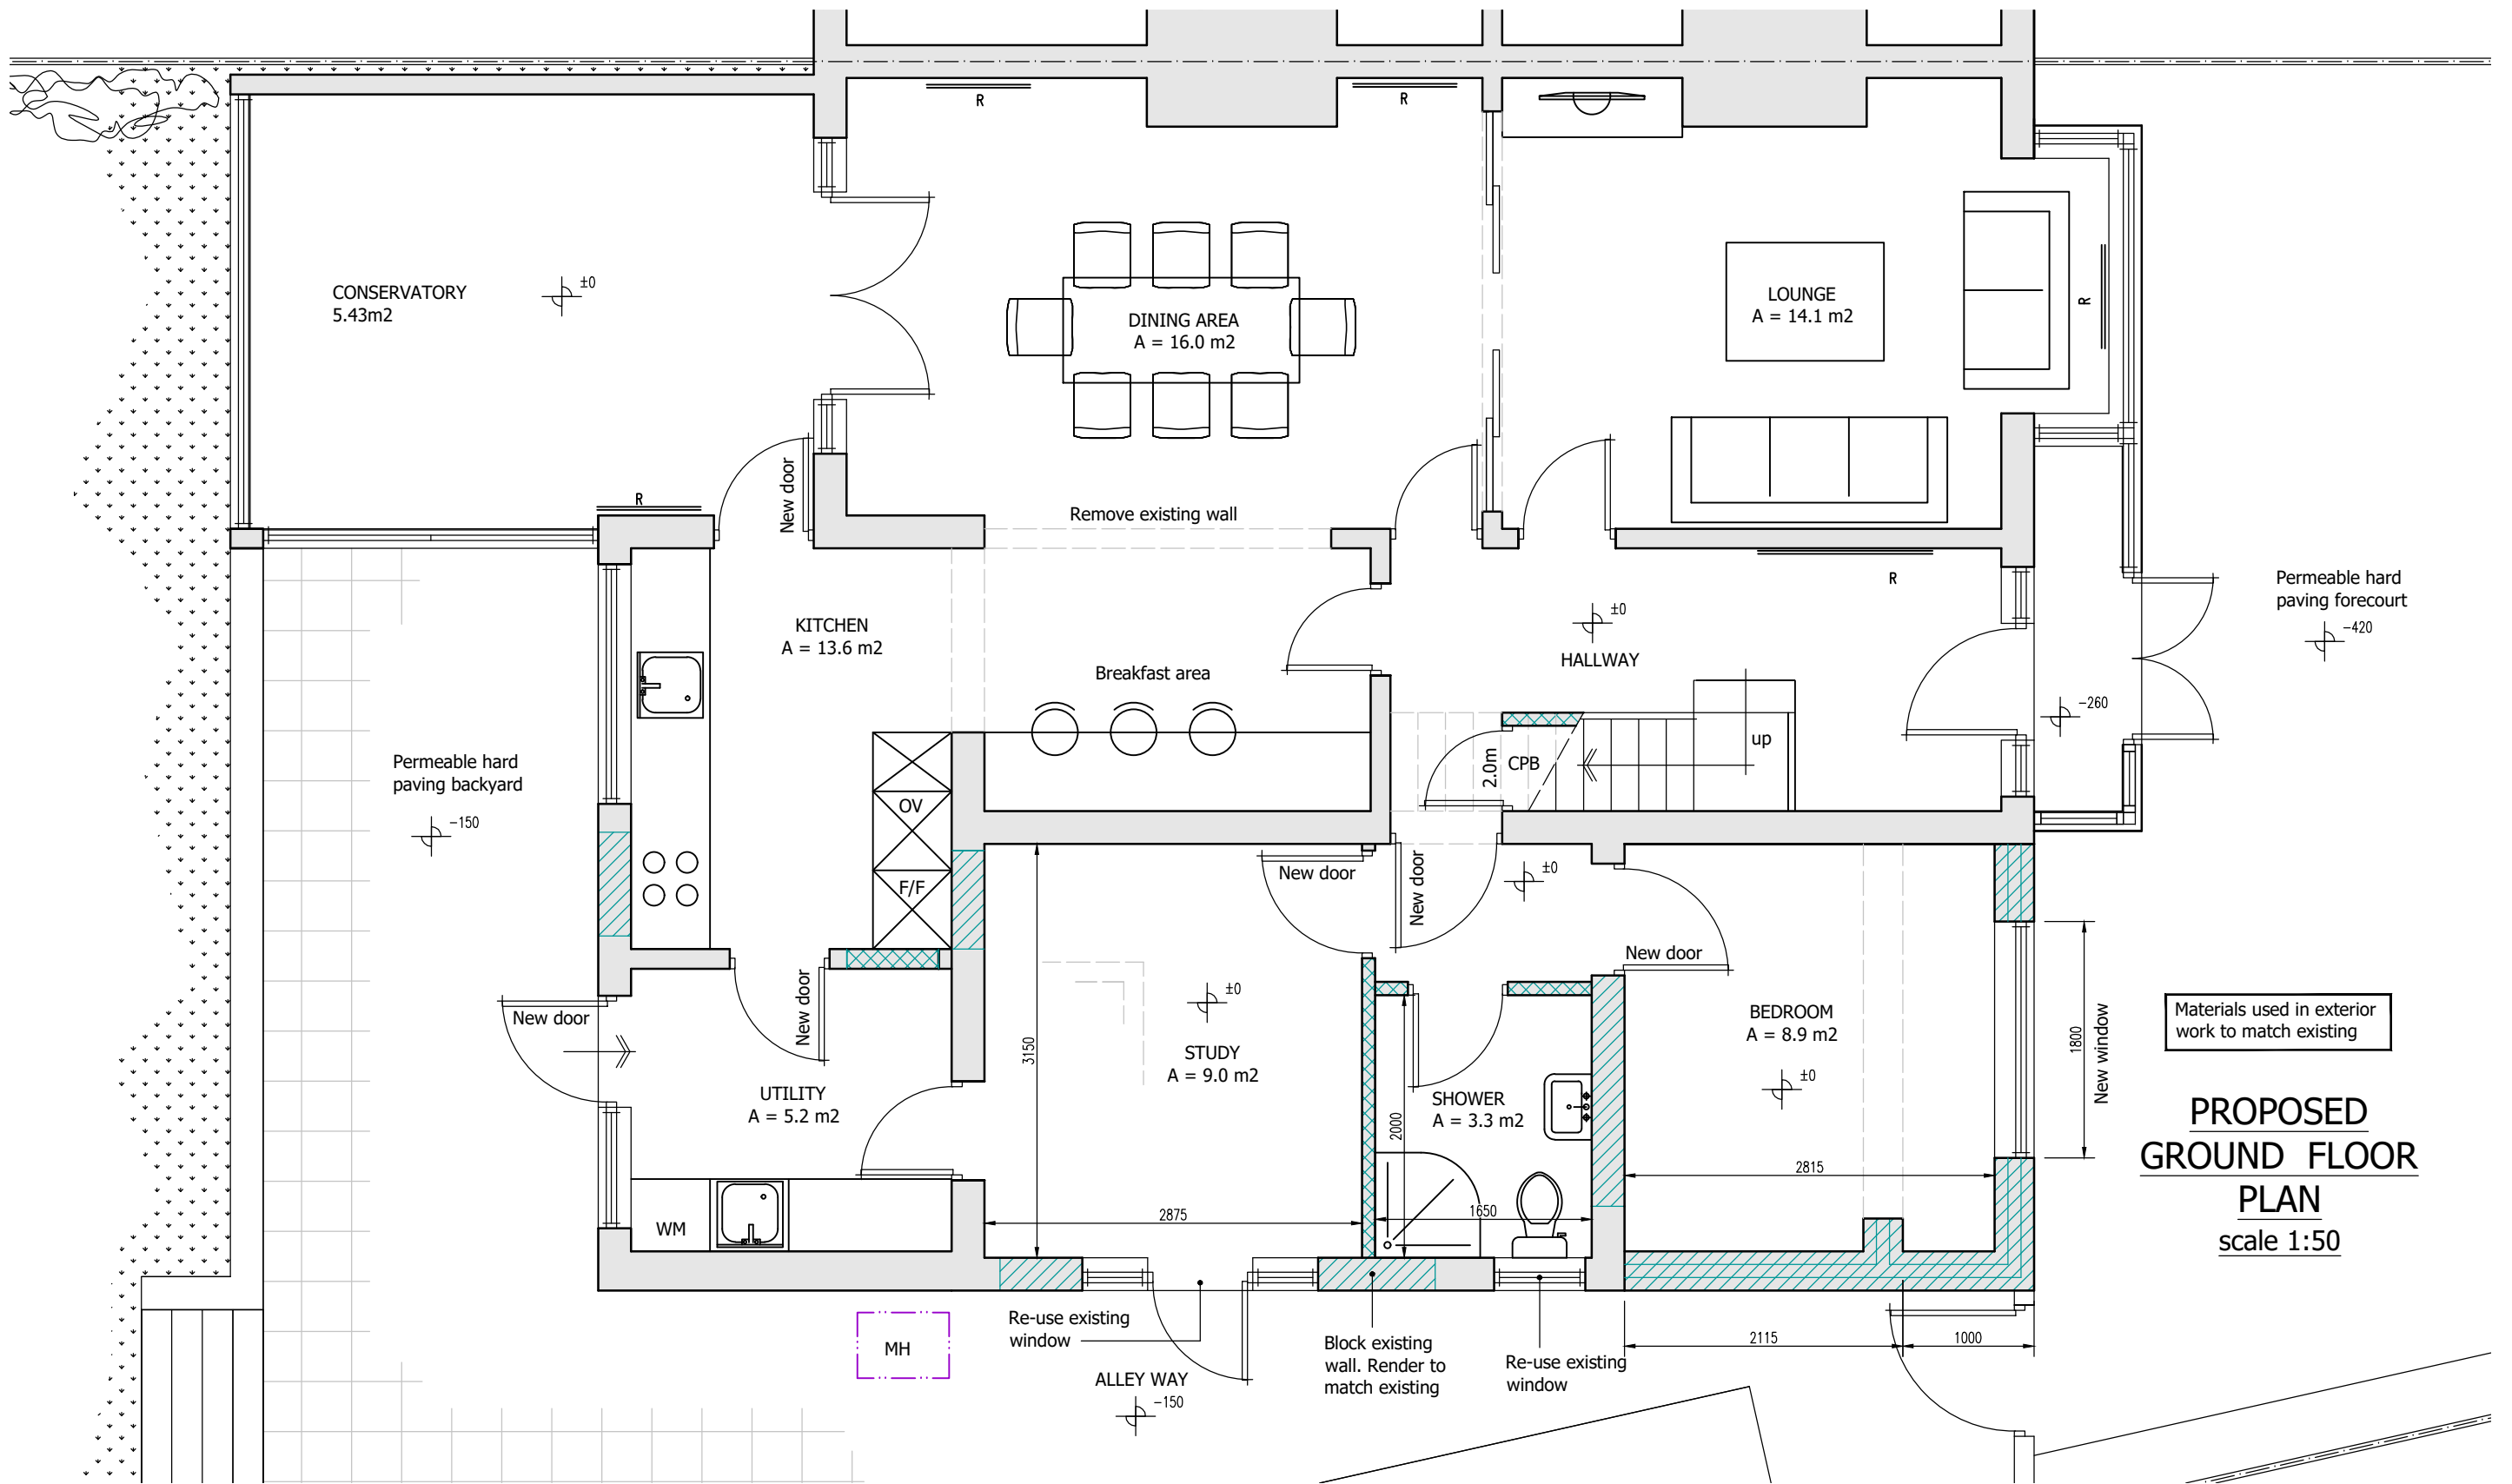 R
R
CONSERVATORY
5.43m2
±0
DINING AREA
A = 16.0 m2
LOUNGE
A = 14.1 m2
R
New door
R
Remove existing wall
R
KITCHEN
A = 13.6 m2
±0
HALLWAY
Permeable hard
paving forecourt
-420
-260
Breakfast area
Permeable hard
paving backyard
-150
OV
F/F
2.0m
CPB
up
New door
New door
±0
New door
New door
New door
±0
3150
STUDY
A = 9.0 m2
UTILITY
A = 5.2 m2
2000
SHOWER
A = 3.3 m2
BEDROOM
A = 8.9 m2
±0
1800
New window
Materials used in exterior
work to match existing
PROPOSED
GROUND FLOOR
PLAN
scale 1:50
WM
2875
1650
2815
MH
Re-use existing
window
Block existing
wall. Render to
match existing
Re-use existing
window
2115
1000
ALLEY WAY
-150